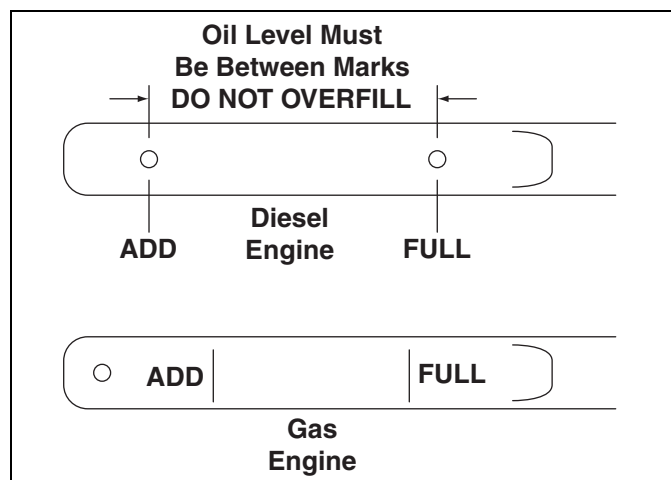 Oil Level Must
Be Between Marks
DO NOT OVERFILL
Diesel
Engine
ADD
FULL
ADD
FULL
Gas
Engine